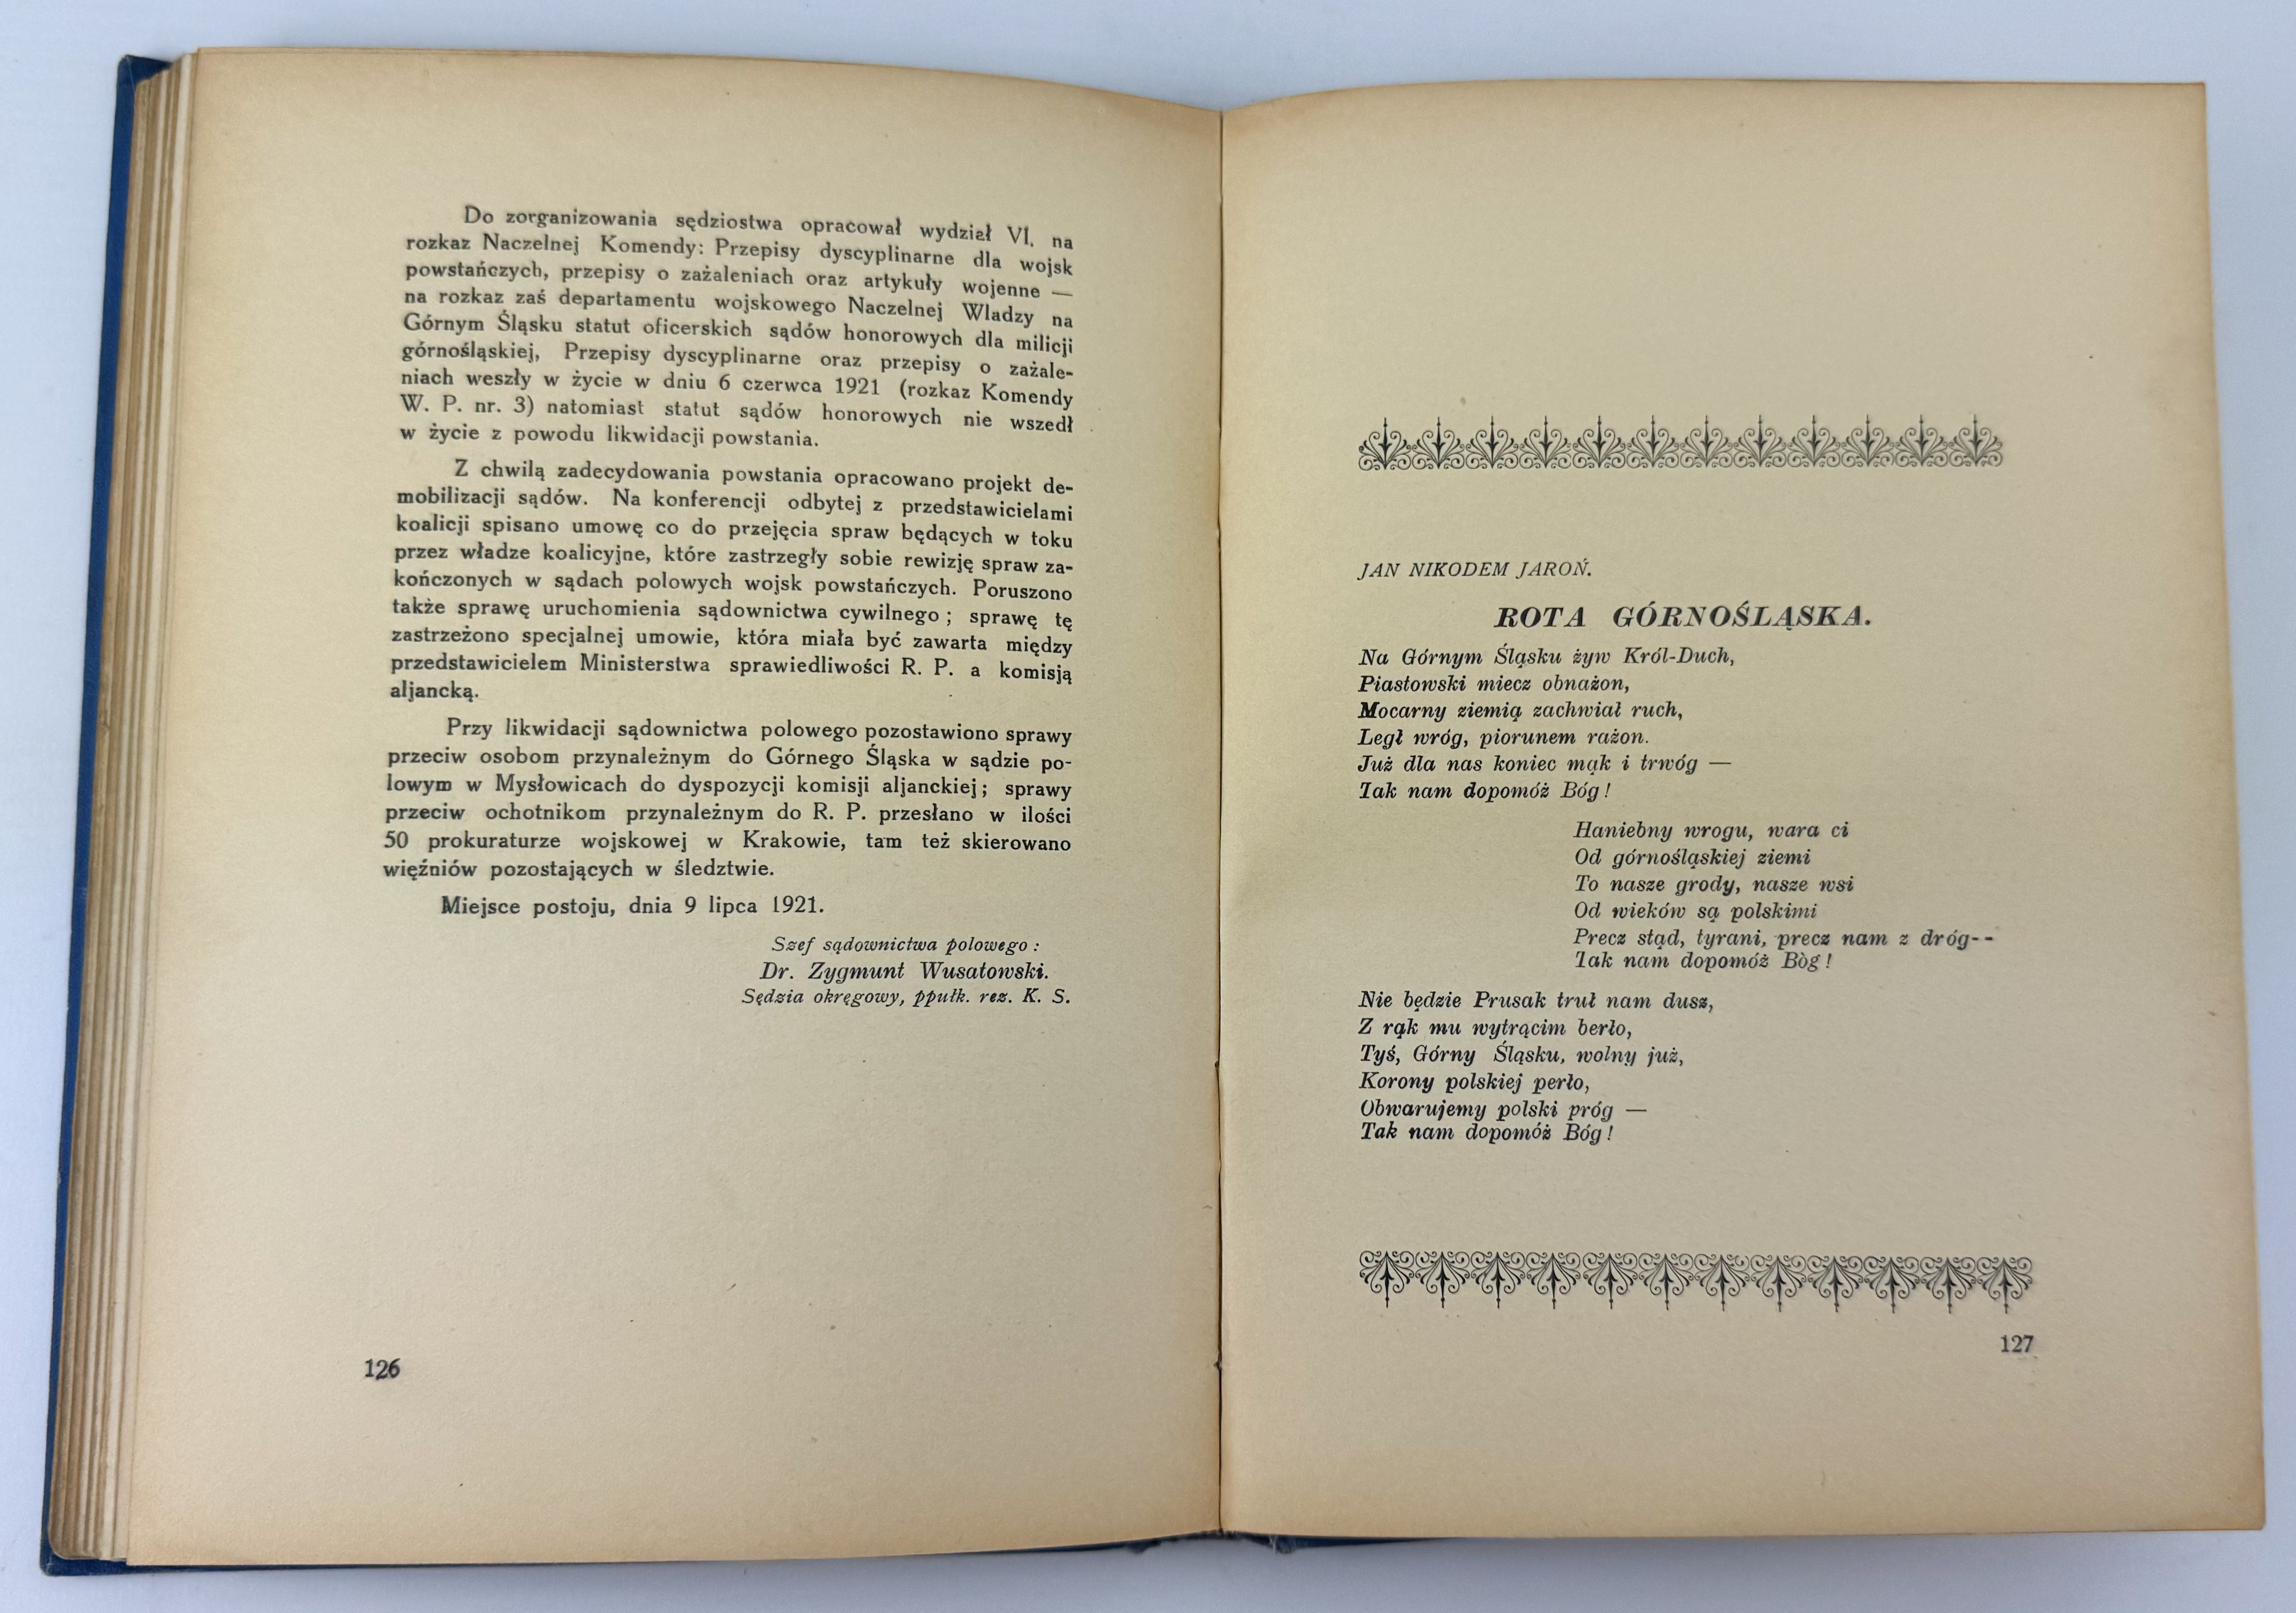 Do zorganizowania sędziostwa opracował wydział VI. na
rozkaz Naczelnej Komendy: Przepisy dyscyplinarne dla wojsk
powstańczych, przepisy o zażaleniach oraz artykuły wojenne —
na rozkaz zaś departamentu wojskowego Naczelnej Wladzy na
Górnym Śląsku statut oficerskich sądów honorowych dla milicji
górnośląskiej, Przepisy dyscyplinarne oraz przepisy o zażale-
niach weszły w życie w dniu 6 czerwca 1921 (rozkaz Komendy
W. P. nr. 3) natomiast statut sądów honorowych nie wszedł
w życie z powodu likwidacji powstania.
Z chwilą zadecydowania powstania opracowano projekt de-
mobilizacji sądów. Na konferencji odbytej z przedstawicielami
koalicji spisano umowę co do przejęcia spraw będących w toku
przez władze koalicyjne, które zastrzegły sobie rewizję spraw za-
kończonych w sądach polowych wojsk powstańczych. Poruszono
także sprawę uruchomienia sądownictwa cywilnego; sprawę tę
zastrzeżono specjalnej umowie, która miała być zawarta między
przedstawicielem Ministerstwa sprawiedliwości R. P. a komisją
aljancką.
Przy likwidacji sądownictwa polowego pozostawiono sprawy
przeciw osobom przynależnym do Górnego Śląska w sądzie po-
lowym w Mysłowicach do dyspozycji komisji aljanckiej; sprawy
przeciw ochotnikom przynależnym do R. P. przesłano w ilości
50 prokuraturze wojskowej w Krakowie, tam też skierowano
więźniów pozostających w śledztwie.
Miejsce postoju, dnia 9 lipca 1921.
Szef sądownictwa polowego:
Dr. Zygmunt Wusatowski.
Sędzia okręgowy, ppułk. rez. K. S.
126
JAN NIKODEM JAROŃ.
ROTA GÓRNOŚLĄSKA.
Na Górnym Śląsku żyw Król-Duch,
Piastowski miecz obnażon,
Mocarny ziemią zachwiał ruch,
Legł wróg, piorunem rażon.
Już dla nas koniec mąk i trwóg —
Tak nam dopomóż Bóg!
Haniebny wrogu, wara ci
Od górnośląskiej ziemi
To nasze grody, nasze wsi
Od wieków są polskimi
Precz stąd, tyrani, precz nam z dróg--
Tak nam dopomóż Bòg!
Nie będzie Prusak truł nam dusz,
Z rąk mu wytrącim berło,
Tyś, Górny Śląsku, wolny już,
Korony polskiej perło,
Obwarujemy polski próg —
Tak nam dopomóż Bóg!
127